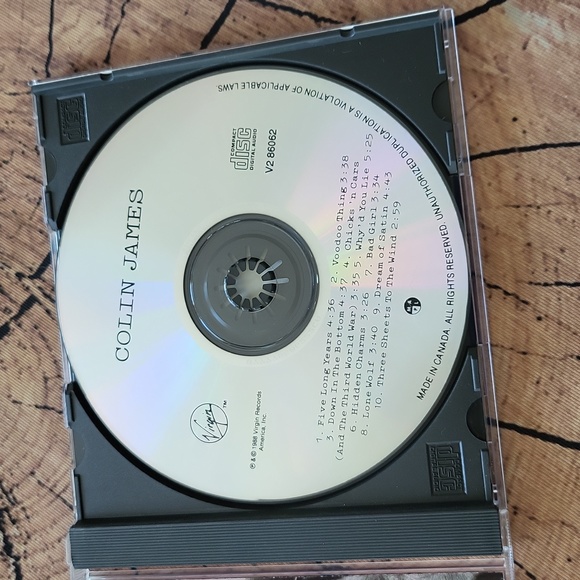 COLIN JAMES
COMPACT
disc
DIGITAL AUDIO
V2 86062
Virgin ™
℗ & © 1988 Virgin Records
America, Inc.
1. Five Long Years 4:36 2. Voodoo Thing 3:38
3. Down In The Bottom 4:37 4. Chicks 'n Cars
(And The Third World War) 3:35 5. Why'd You Lie 5:25
6. Hidden Charms 3:26 7. Bad Girl 3:34
8. Lone Wolf 3:40 9. Dream of Satin 4:43
10. Three Sheets To The Wind 2:59
MADE IN CANADA. ALL RIGHTS RESERVED. UNAUTHORIZED DUPLICATION IS A VIOLATION OF APPLICABLE LAWS.
disc
disc